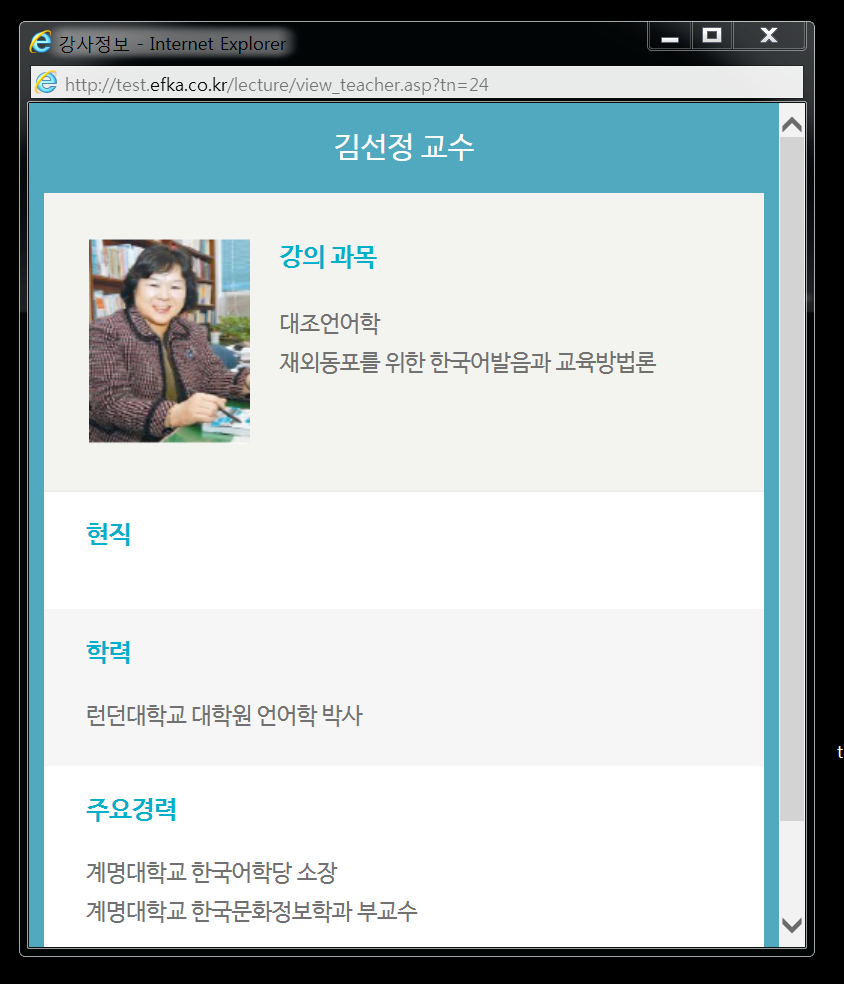 강사정보 - Internet Explorer
http://test.efka.co.kr/lecture/view_teacher.asp?tn=24
김선정 교수
강의 과목
대조언어학
재외동포를 위한 한국어발음과 교육방법론
현직
학력
런던대학교 대학원 언어학 박사
t
주요경력
계명대학교 한국어학당 소장
계명대학교 한국문화정보학과 부교수